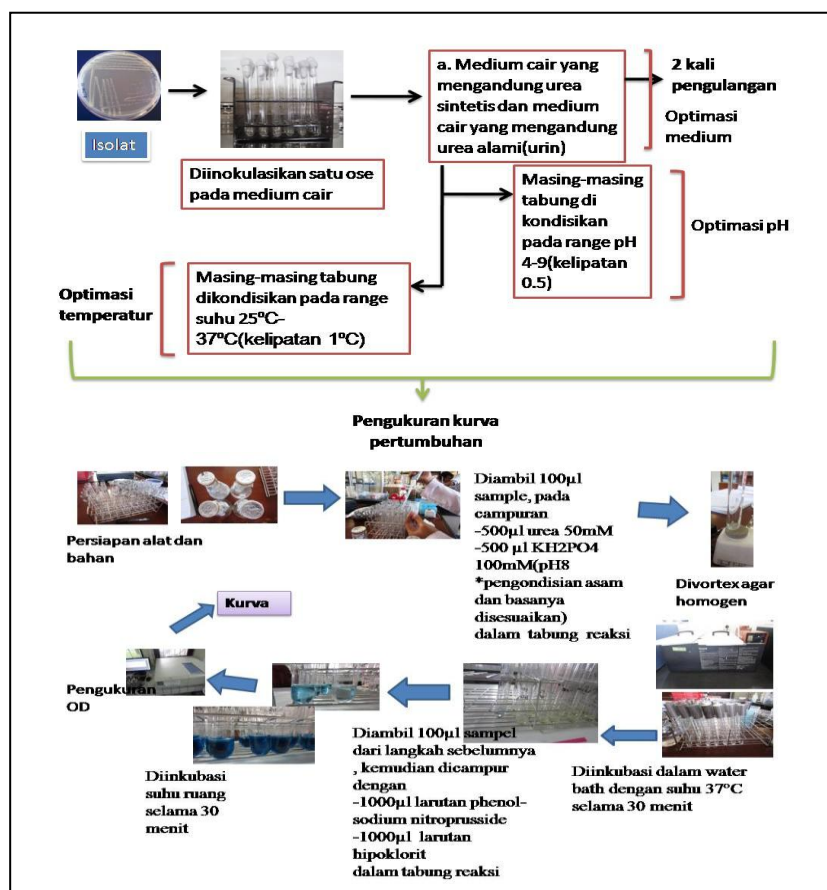 Isolat
Diinokulasikan satu ose
pada medium cair
a. Medium cair yang
mengandung urea
sintetis dan medium
cair yang mengandung
urea alami(urin)
2 kali
pengulangan
Optimasi
medium
Masing-masing
tabung di
kondisikan
pada range pH
4-9(kelipatan
0.5)
Optimasi pH
Optimasi
temperatur
Masing-masing tabung
dikondisikan pada range
suhu 25°C-
37°C(kelipatan 1°C)
Pengukuran kurva
pertumbuhan
Persiapan alat dan
bahan
Diambil 100µl
sample, pada
campuran
-500µl urea 50mM
-500 µl KH2PO4
100mM(pH8
*pengondisian asam
dan basanya
disesuaikan)
dalam tabung reaksi
Divortex agar
homogen
Diinkubasi dalam water
bath dengan suhu 37°C
selama 30 menit
Diambil 100µl sampel
dari langkah sebelumnya
, kemudian dicampur
dengan
-1000µl larutan phenol-
sodium nitroprusside
-1000µl larutan
hipoklorit
dalam tabung reaksi
Diinkubasi
suhu ruang
selama 30
menit
Pengukuran
OD
Kurva